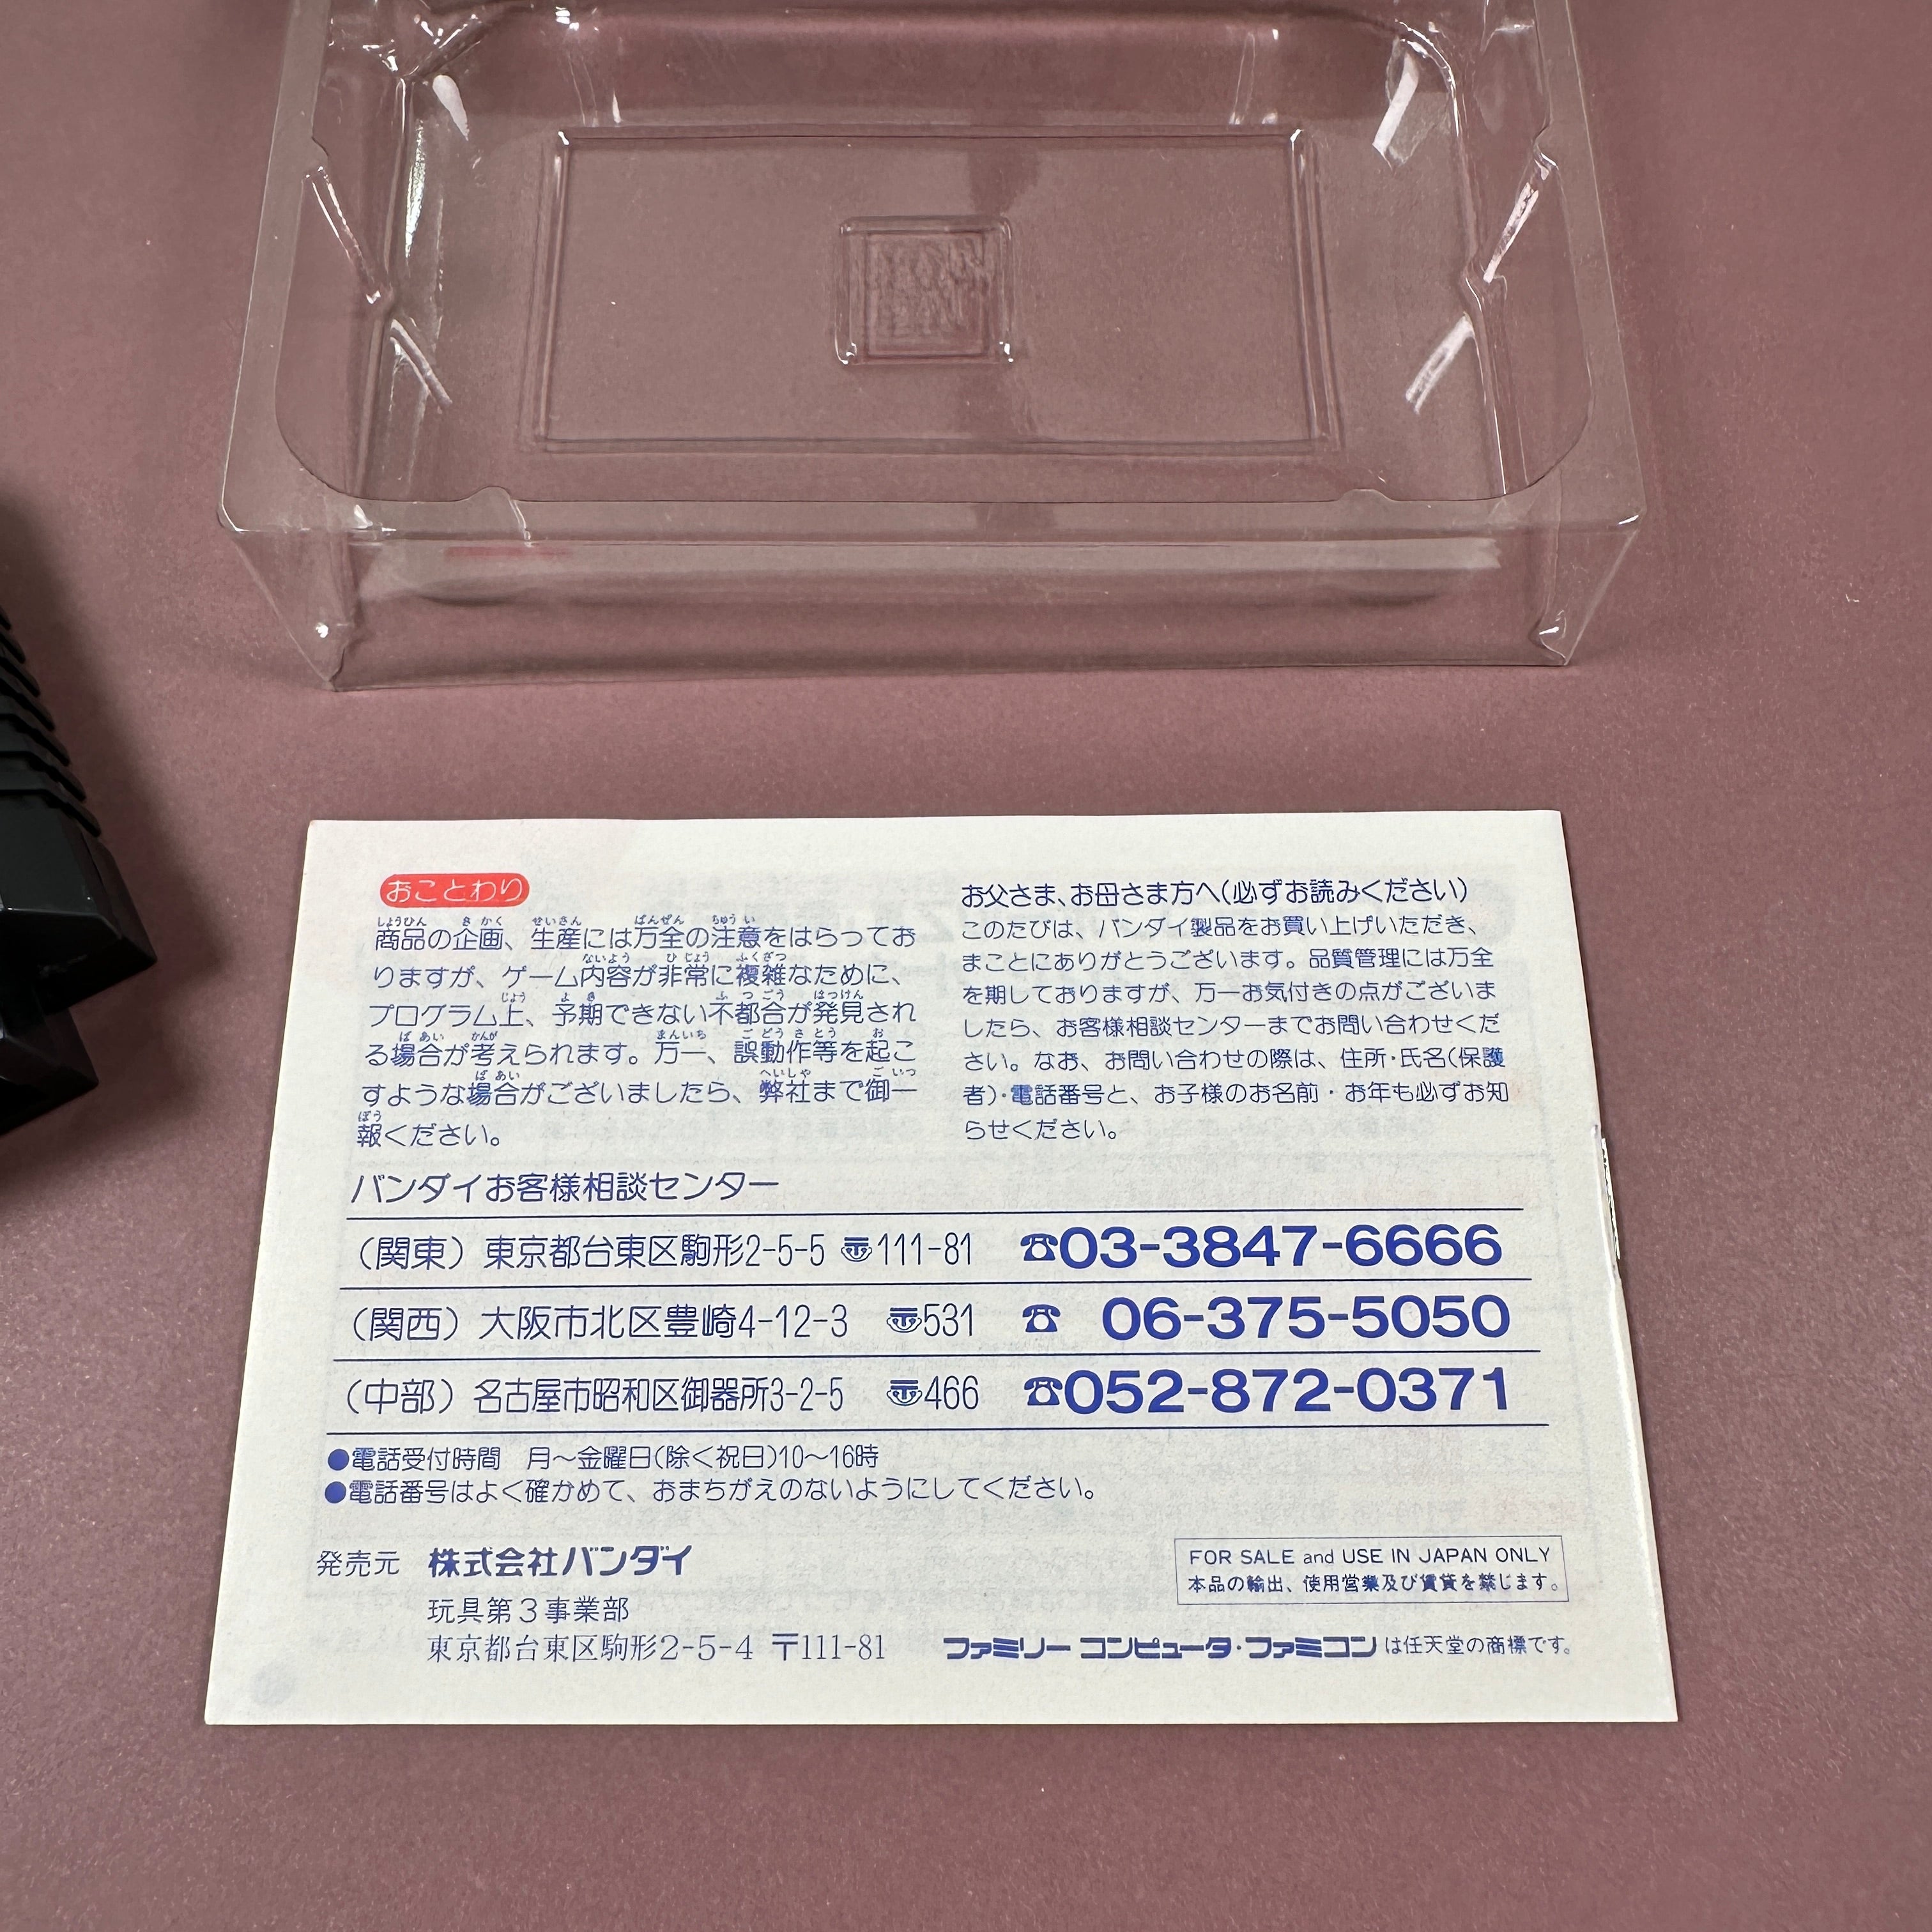 おことわり
商品の企画、生産には万全の注意をはらってお
りますが、ゲーム内容が非常に複雑なために、
プログラム上、予期できない不都合が発見され
る場合が考えられます。万一、誤動作等を起こ
すような場合がございましたら、弊社まで御一
報ください。
お父さま、お母さま方へ(必ずお読みください)
このたびは、バンダイ製品をお買い上げいただき、
まことにありがとうございます。品質管理には万全
を期しておりますが、万一お気付きの点がございま
したら、お客様相談センターまでお問い合わせくだ
さい。なお、お問い合わせの際は、住所・氏名(保護
者)・電話番号と、お子様のお名前・お年も必ずお知
らせください。
バンダイお客様相談センター
(関東) 東京都台東区駒形2-5-5 〠111-81 ☎03-3847-6666
(関西) 大阪市北区豊崎4-12-3 〠531 ☎ 06-375-5050
(中部) 名古屋市昭和区御器所3-2-5 〠466 ☎052-872-0371
●電話受付時間 月〜金曜日(除く祝日)10〜16時
●電話番号はよく確かめて、おまちがえのないようにしてください。
発売元 株式会社バンダイ
玩具第3事業部
東京都台東区駒形2-5-4 〒111-81
FOR SALE and USE IN JAPAN ONLY
本品の輸出、使用営業及び賃貸を禁じます。
ファミリー コンピュータ・ファミコンは任天堂の商標です。